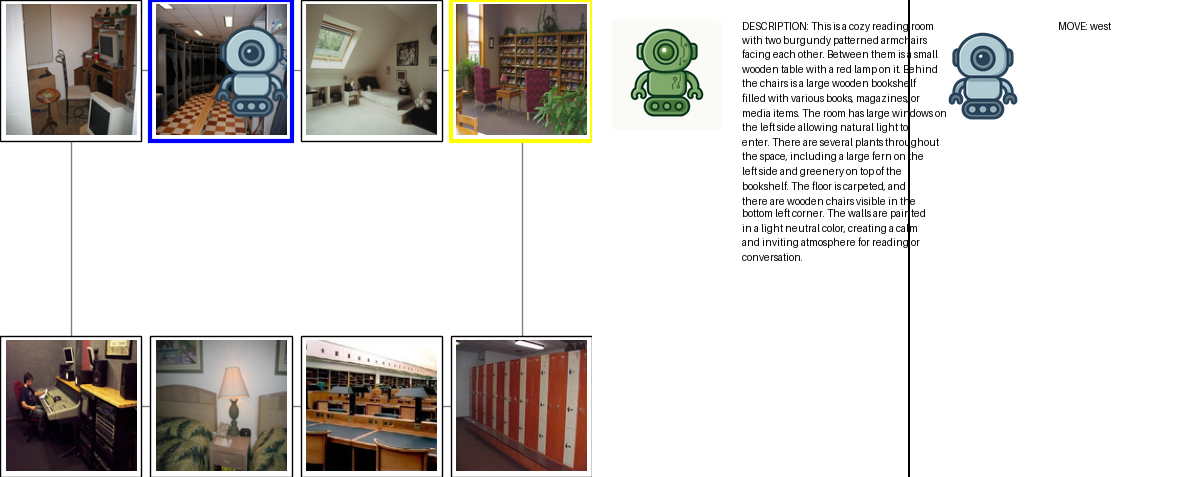 DESCRIPTION: This is a cozy reading room
with two burgundy patterned armchairs
facing each other. Between them is a small
wooden table with a red lamp on it. Behind
the chairs is a large wooden bookshelf
filled with various books, magazines, or
media items. The room has large windows on
the left side allowing natural light to
enter. There are several plants throughout
the space, including a large fern on the
left side and greenery on top of the
bookshelf. The floor is carpeted, and
there are wooden chairs visible in the
bottom left corner. The walls are painted
in a light neutral color, creating a calm
and inviting atmosphere for reading or
conversation.
MOVE: west